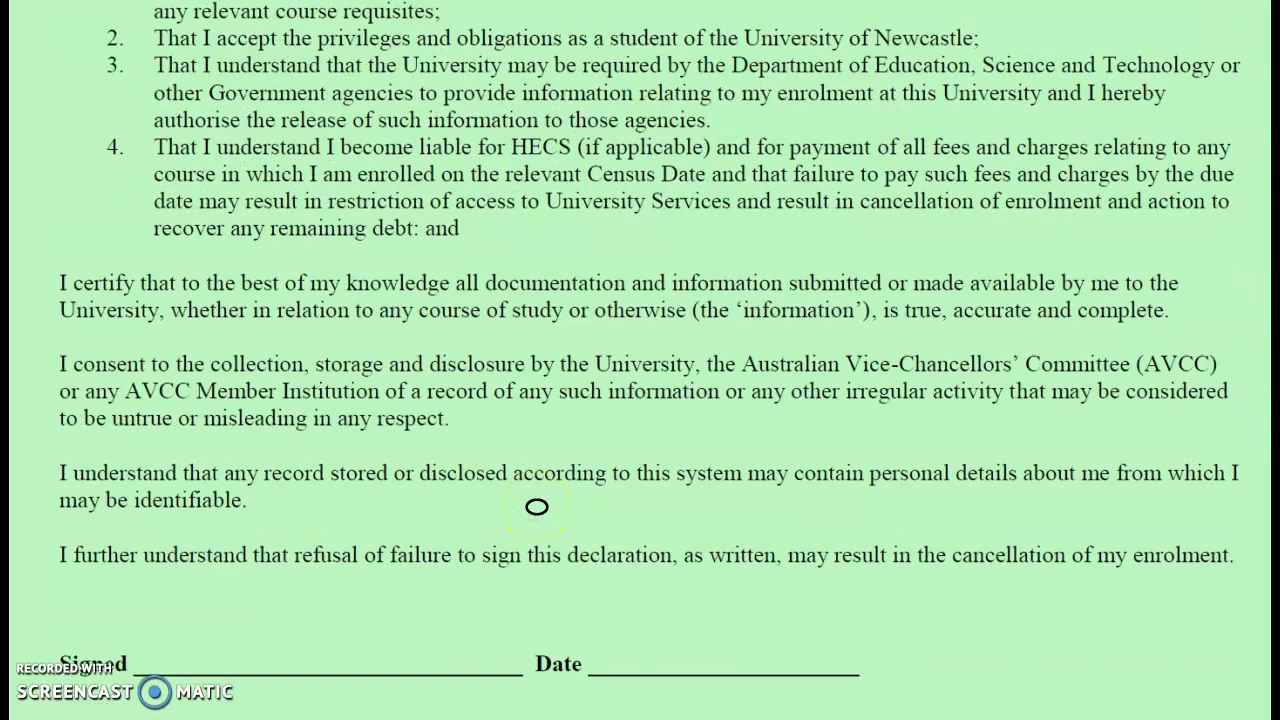 any relevant course requisites;
2. That I accept the privileges and obligations as a student of the University of Newcastle;
3. That I understand that the University may be required by the Department of Education, Science and Technology or
other Government agencies to provide information relating to my enrolment at this University and I hereby
authorise the release of such information to those agencies.
4. That I understand I become liable for HECS (if applicable) and for payment of all fees and charges relating to any
course in which I am enrolled on the relevant Census Date and that failure to pay such fees and charges by the due
date may result in restriction of access to University Services and result in cancellation of enrolment and action to
recover any remaining debt: and
I certify that to the best of my knowledge all documentation and information submitted or made available by me to the
University, whether in relation to any course of study or otherwise (the ‘information’), is true, accurate and complete.
I consent to the collection, storage and disclosure by the University, the Australian Vice-Chancellors’ Committee (AVCC)
or any AVCC Member Institution of a record of any such information or any other irregular activity that may be considered
to be untrue or misleading in any respect.
I understand that any record stored or disclosed according to this system may contain personal details about me from which I
may be identifiable.
I further understand that refusal of failure to sign this declaration, as written, may result in the cancellation of my enrolment.
Signed Date
RECORDED WITH
SCREENCAST MATIC